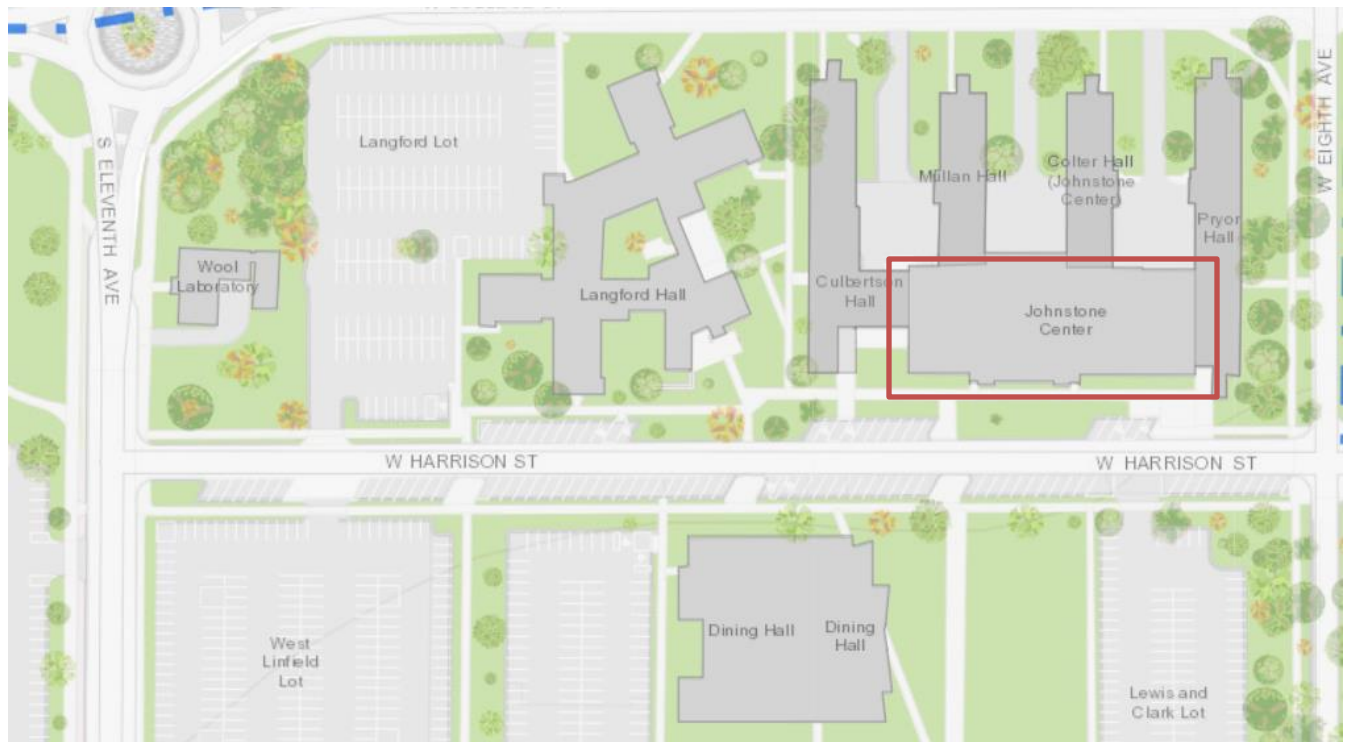 Langford Lot
S ELEVENTH AVE
W EIGHTH AVE
Mullan Hall
Colter Hall
(Johnstone
Center)
Pryor
Hall
Wool
Laboratory
Langford Hall
Culbertson
Hall
Johnstone
Center
W HARRISON ST
W HARRISON ST
Dining Hall
Dining
Hall
West
Linfield
Lot
Lewis and
Clark Lot